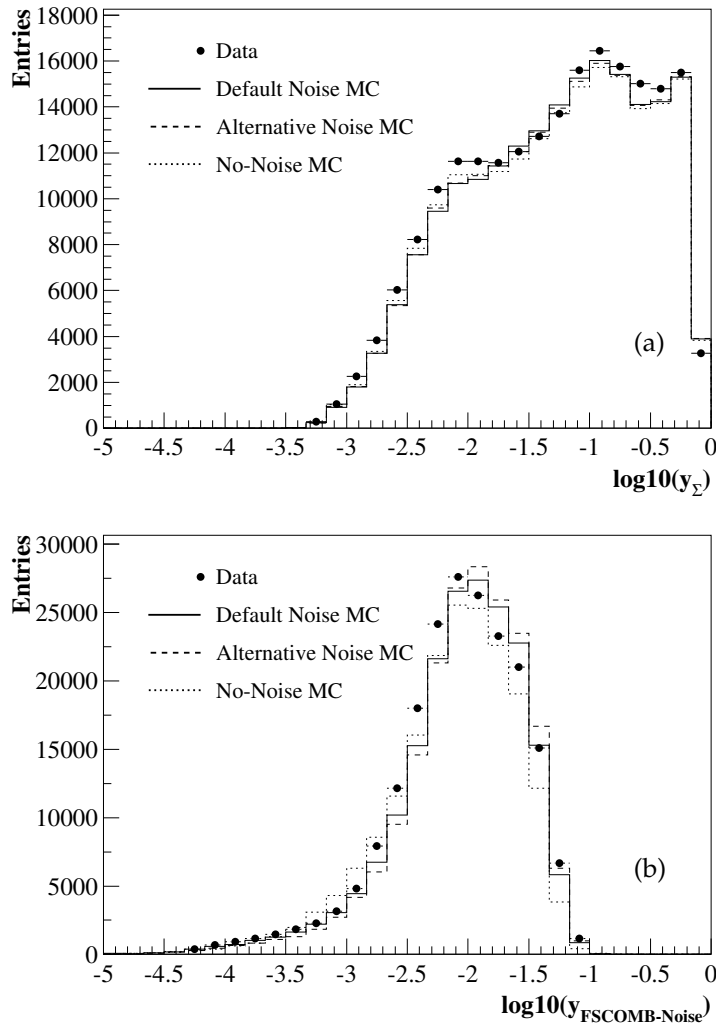 Entries
18000
16000
14000
12000
10000
8000
6000
4000
2000
0
Data
Default Noise MC
Alternative Noise MC
No-Noise MC
(a)
-5 -4.5 -4 -3.5 -3 -2.5 -2 -1.5 -1 -0.5 0
log10(y_Σ)
Entries
30000
25000
20000
15000
10000
5000
0
Data
Default Noise MC
Alternative Noise MC
No-Noise MC
(b)
-5 -4.5 -4 -3.5 -3 -2.5 -2 -1.5 -1 -0.5 0
log10(y_FSCOMB-Noise)